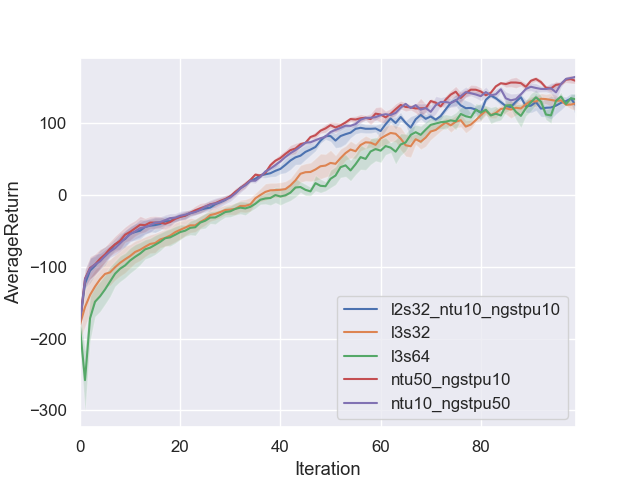 AverageReturn
100
0
−100
−200
−300
0 20 40 60 80
Iteration
l2s32_ntu10_ngstpu10
l3s32
l3s64
ntu50_ngstpu10
ntu10_ngstpu50